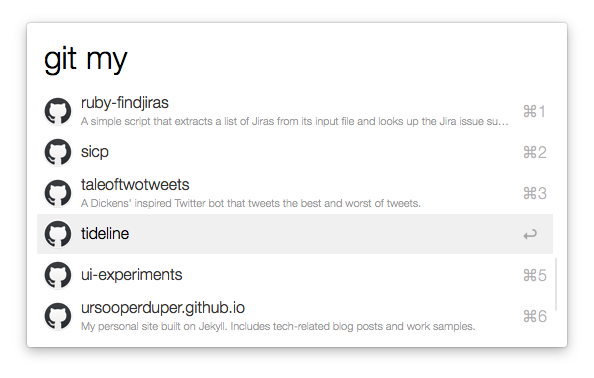 git my
ruby-findjiras
A simple script that extracts a list of Jiras from its input file and looks up the Jira issue su...
⌘1
sicp
⌘2
taleoftwotweets
A Dickens' inspired Twitter bot that tweets the best and worst of tweets.
⌘3
tideline
↩
ui-experiments
⌘5
ursooperduper.github.io
My personal site built on Jekyll. Includes tech-related blog posts and work samples.
⌘6